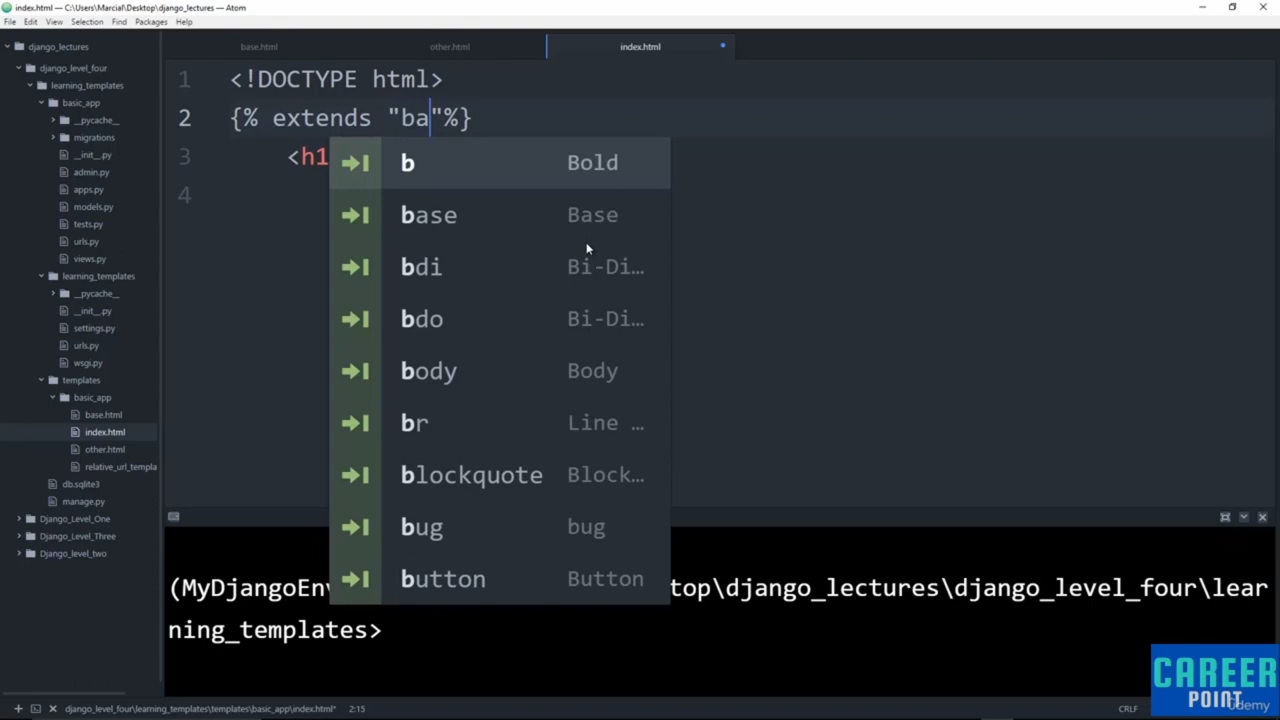 index.html — C:\Users\Marcial\Desktop\django_lectures — Atom
File Edit View Selection Find Packages Help
django_lectures
django_level_four
learning_templates
basic_app
__pycache__
migrations
__init__.py
admin.py
apps.py
models.py
tests.py
urls.py
views.py
learning_templates
__pycache__
__init__.py
settings.py
urls.py
wsgi.py
templates
basic_app
base.html
index.html
other.html
relative_url_templa
db.sqlite3
manage.py
Django_Level_One
Django_Level_Three
Django_level_two
base.html other.html index.html
1 <!DOCTYPE html>
2 {% extends "ba"%}
3 <h1
4
b Bold
base Base
bdi Bi-Di…
bdo Bi-Di…
body Body
br Line …
blockquote Block…
bug bug
button Button
(MyDjangoEnv top\django_lectures\django_level_four\lear
ning_templates>
django_level_four\learning_templates\templates\basic_app\index.html* 2:15 CRLF
CAREER
POINT
Udemy